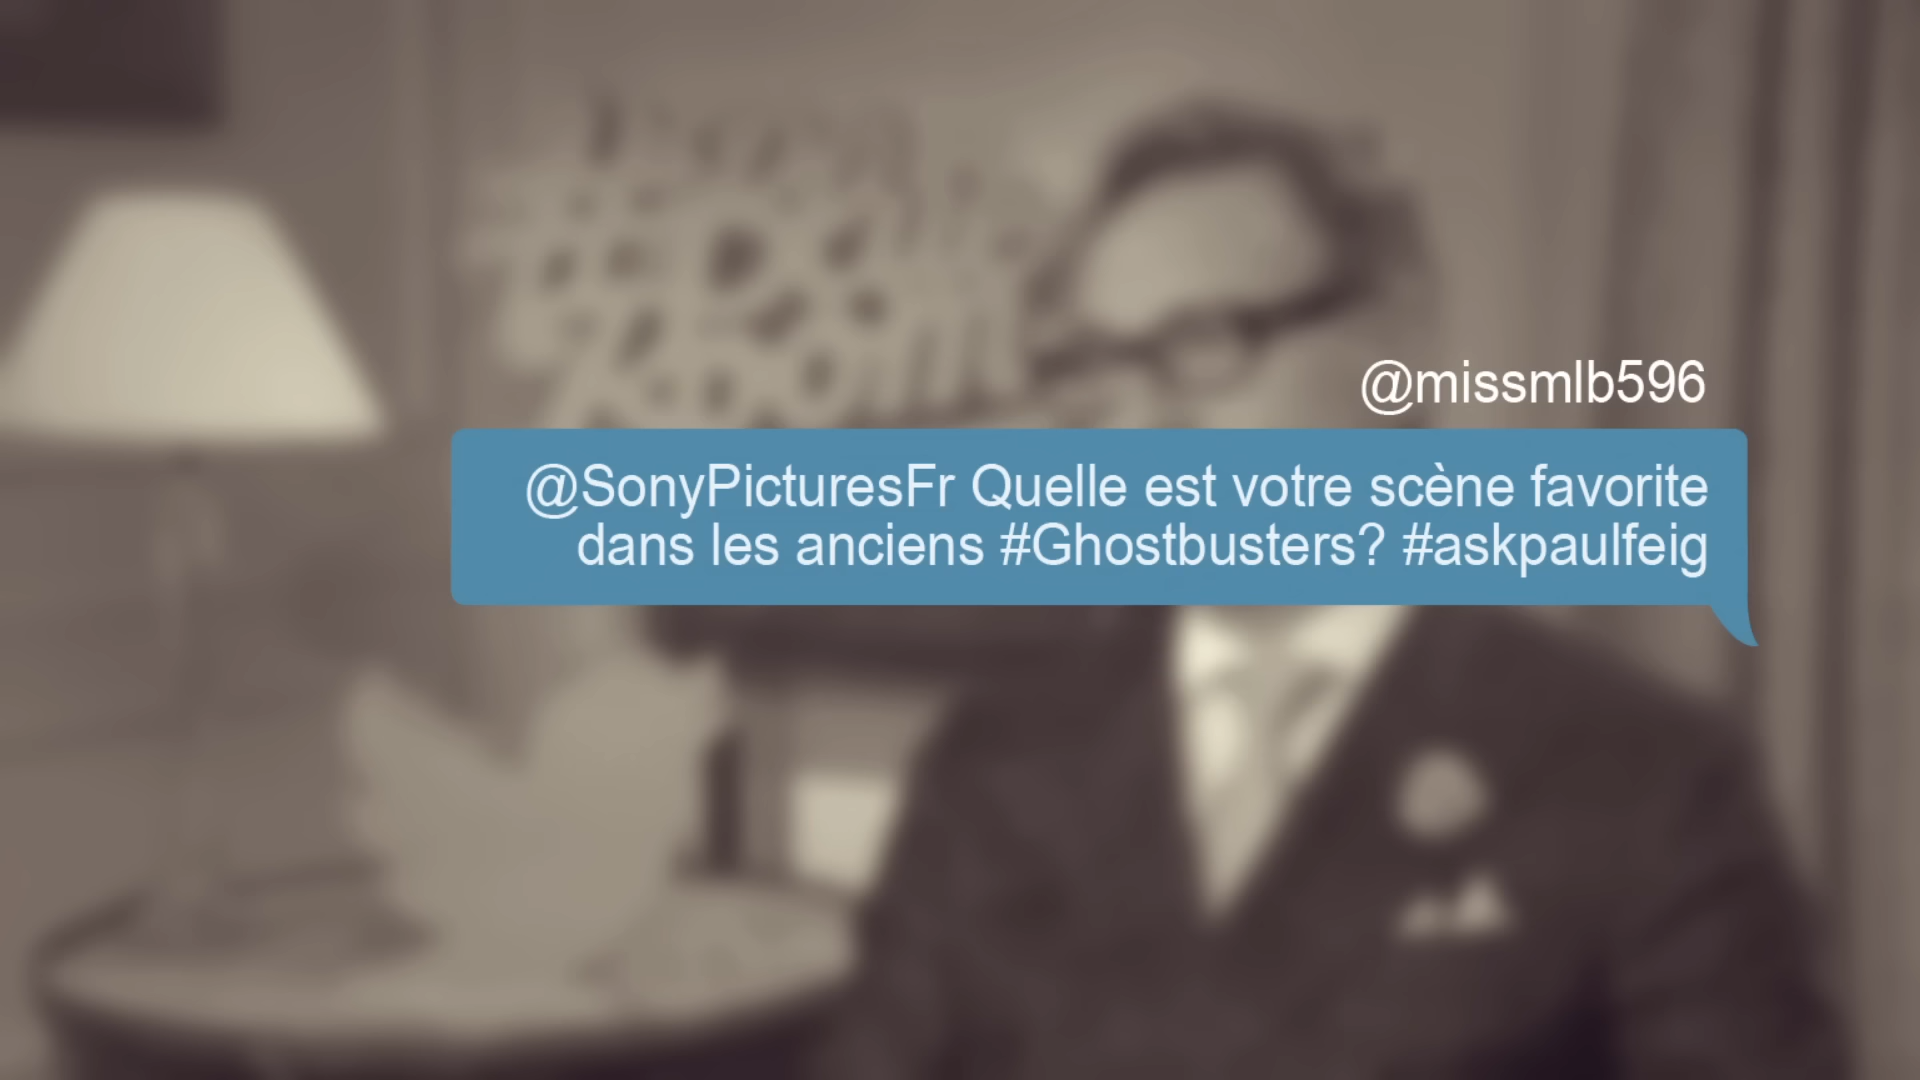 @missmlb596
@SonyPicturesFr Quelle est votre scène favorite
dans les anciens #Ghostbusters? #askpaulfeig